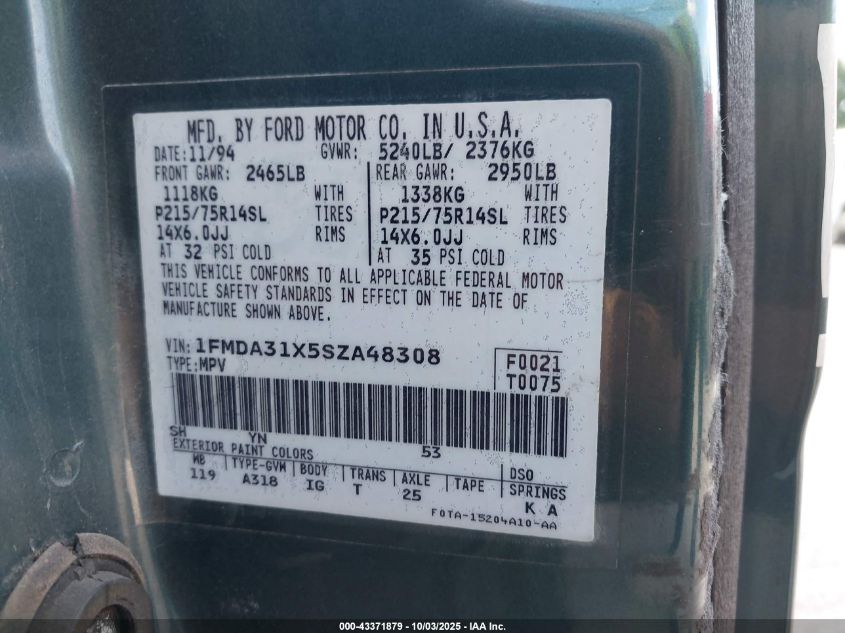 MFD. BY FORD MOTOR CO. IN U.S.A.
DATE: 11/94 GVWR: 5240LB/ 2376KG
FRONT GAWR: 2465LB REAR GAWR: 2950LB
1118KG WITH 1338KG WITH
P215/75R14SL TIRES P215/75R14SL TIRES
14X6.0JJ RIMS 14X6.0JJ RIMS
AT 32 PSI COLD AT 35 PSI COLD
THIS VEHICLE CONFORMS TO ALL APPLICABLE FEDERAL MOTOR
VEHICLE SAFETY STANDARDS IN EFFECT ON THE DATE OF
MANUFACTURE SHOWN ABOVE.
VIN: 1FMDA31X5SZA48308 F0021
TYPE: MPV T0075
SH YN 53
EXTERIOR PAINT COLORS DSO
WB TYPE-GVW BODY TRANS AXLE TAPE SPRINGS
119 A318 IG T 25 K A
F0TA-15204A10-AA
000-43371879 - 10/03/2025 - IAA Inc.